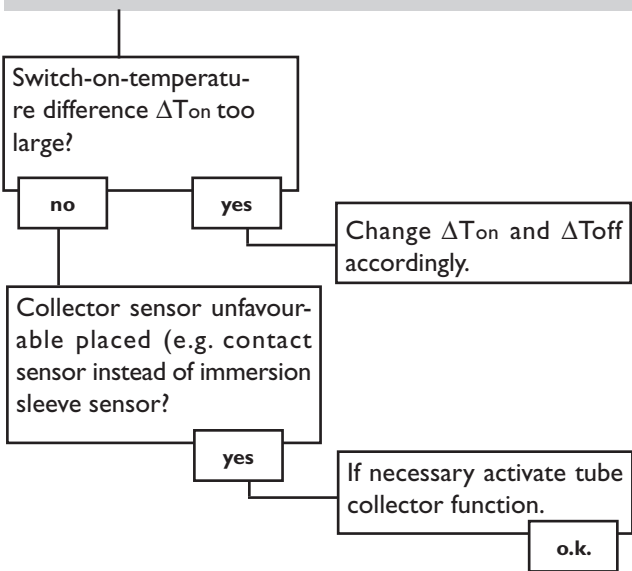 Switch-on-temperatu-
re difference ΔTon too
large?
no
yes
Change ΔTon and ΔToff
accordingly.
Collector sensor unfavour-
able placed (e.g. contact
sensor instead of immersion
sleeve sensor?
yes
If necessary activate tube
collector function.
o.k.